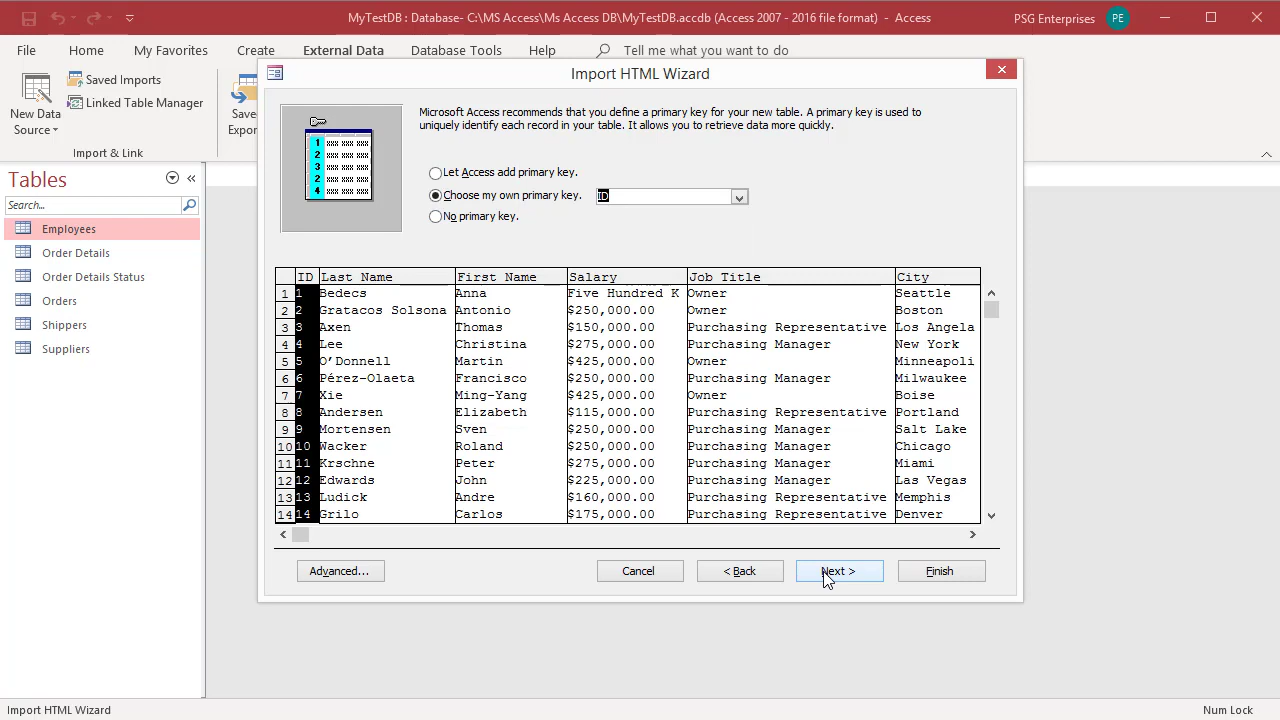 MyTestDB : Database- C:\MS Access\Ms Access DB\MyTestDB.accdb (Access 2007 - 2016 file format) - Access
PSG Enterprises
PE
File Home My Favorites Create External Data Database Tools Help Tell me what you want to do
New Data Source
Saved Imports
Linked Table Manager
Import & Link
Import HTML Wizard
Microsoft Access recommends that you define a primary key for your new table. A primary key is used to
uniquely identify each record in your table. It allows you to retrieve data more quickly.
Let Access add primary key.
Choose my own primary key. ID
No primary key.
1
2
3
2
4
Tables
Search...
Employees
Order Details
Order Details Status
Orders
Shippers
Suppliers
ID Last Name First Name Salary Job Title City
1 1 Bedecs Anna Five Hundred K Owner Seattle
2 2 Gratacos Solsona Antonio $250,000.00 Owner Boston
3 3 Axen Thomas $150,000.00 Purchasing Representative Los Angela
4 4 Lee Christina $275,000.00 Purchasing Manager New York
5 5 O’Donnell Martin $425,000.00 Owner Minneapoli
6 6 Pérez-Olaeta Francisco $250,000.00 Purchasing Manager Milwaukee
7 7 Xie Ming-Yang $425,000.00 Owner Boise
8 8 Andersen Elizabeth $115,000.00 Purchasing Representative Portland
9 9 Mortensen Sven $250,000.00 Purchasing Manager Salt Lake
10 10 Wacker Roland $250,000.00 Purchasing Manager Chicago
11 11 Krschne Peter $275,000.00 Purchasing Manager Miami
12 12 Edwards John $225,000.00 Purchasing Manager Las Vegas
13 13 Ludick Andre $160,000.00 Purchasing Representative Memphis
14 14 Grilo Carlos $175,000.00 Purchasing Representative Denver
Advanced... Cancel < Back Next > Finish
Import HTML Wizard
Num Lock